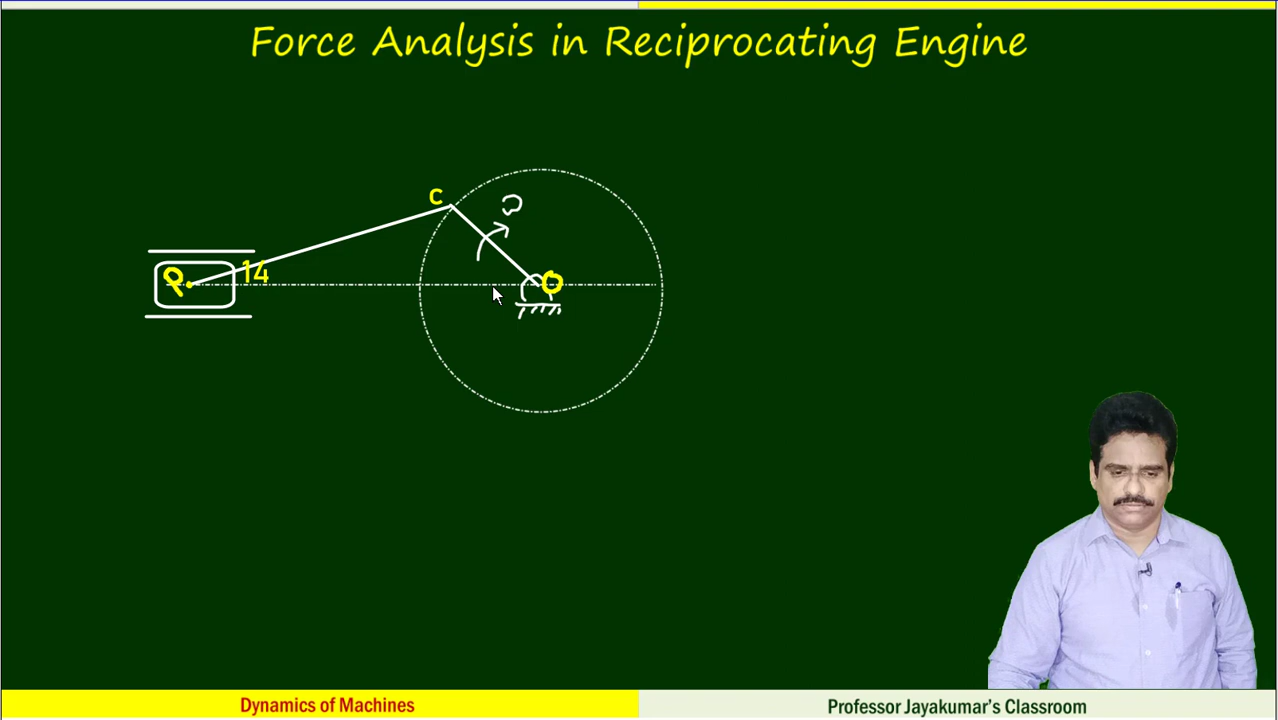 Force Analysis in Reciprocating Engine
C
P
14
O
Dynamics of Machines
Professor Jayakumar's Classroom